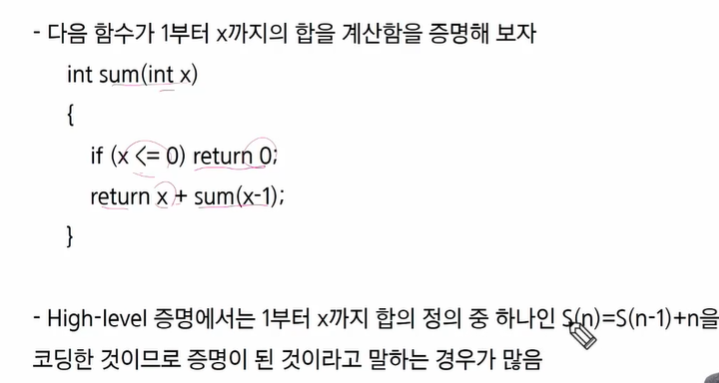 - 다음 함수가 1부터 x까지의 합을 계산함을 증명해 보자
int sum(int x)
{
if (x <= 0) return 0;
return x + sum(x-1);
}
- High-level 증명에서는 1부터 x까지 합의 정의 중 하나인 S(n)=S(n-1)+n을
코딩한 것이므로 증명이 된 것이라고 말하는 경우가 많음